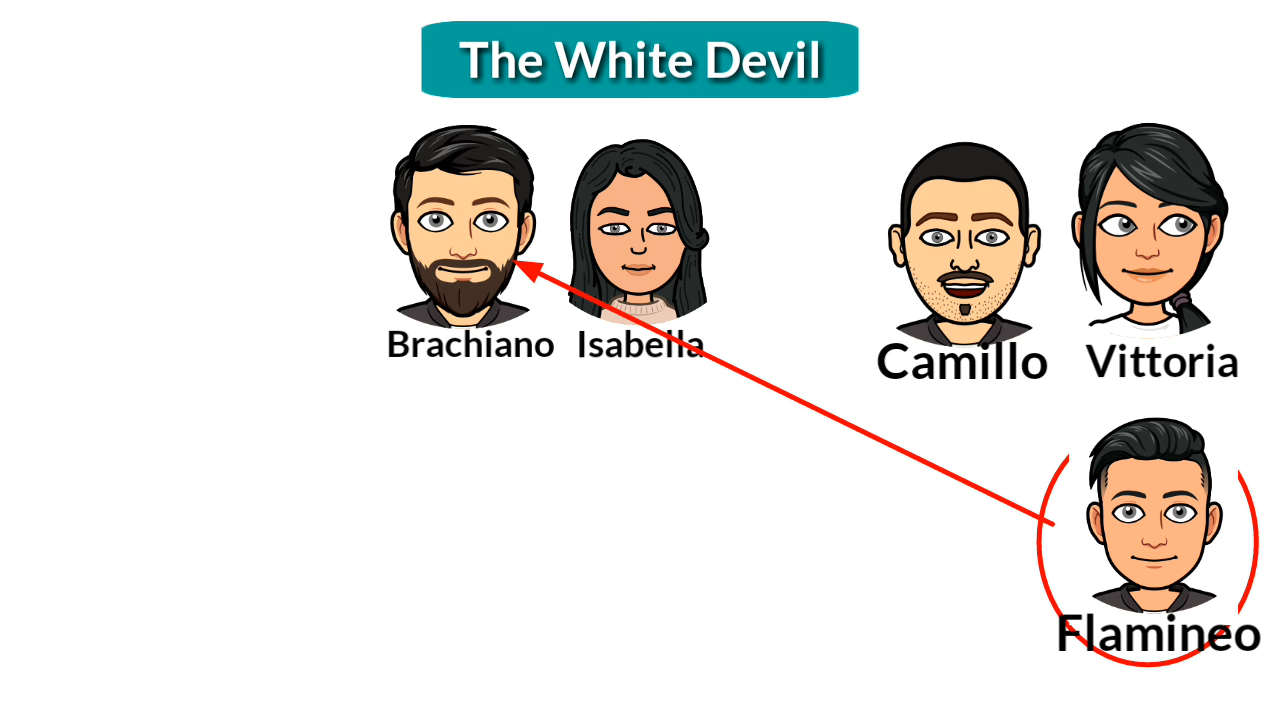 The White Devil
Brachiano
Isabella
Camillo
Vittoria
Flamineo